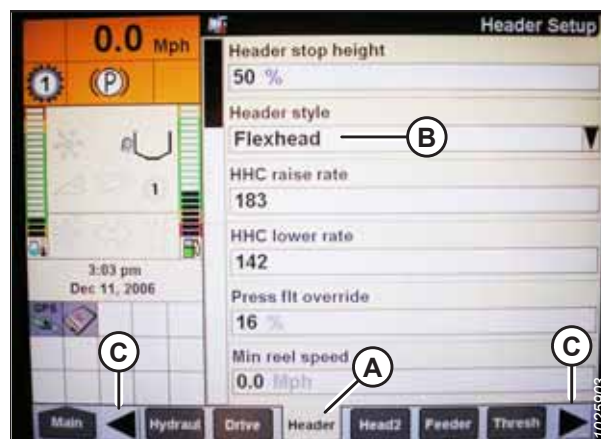 0.0 Mph
Header Setup
Header stop height
50 %
Header style
Flexhead
B
HHC raise rate
183
HHC lower rate
142
Press flt override
16 %
Min reel speed
0.0 Mph
1
P
1
3:03 pm
Dec 11, 2006
GPS
C
A
C
Main
Hydraul
Drive
Header
Head2
Feeder
Thresh
1025903